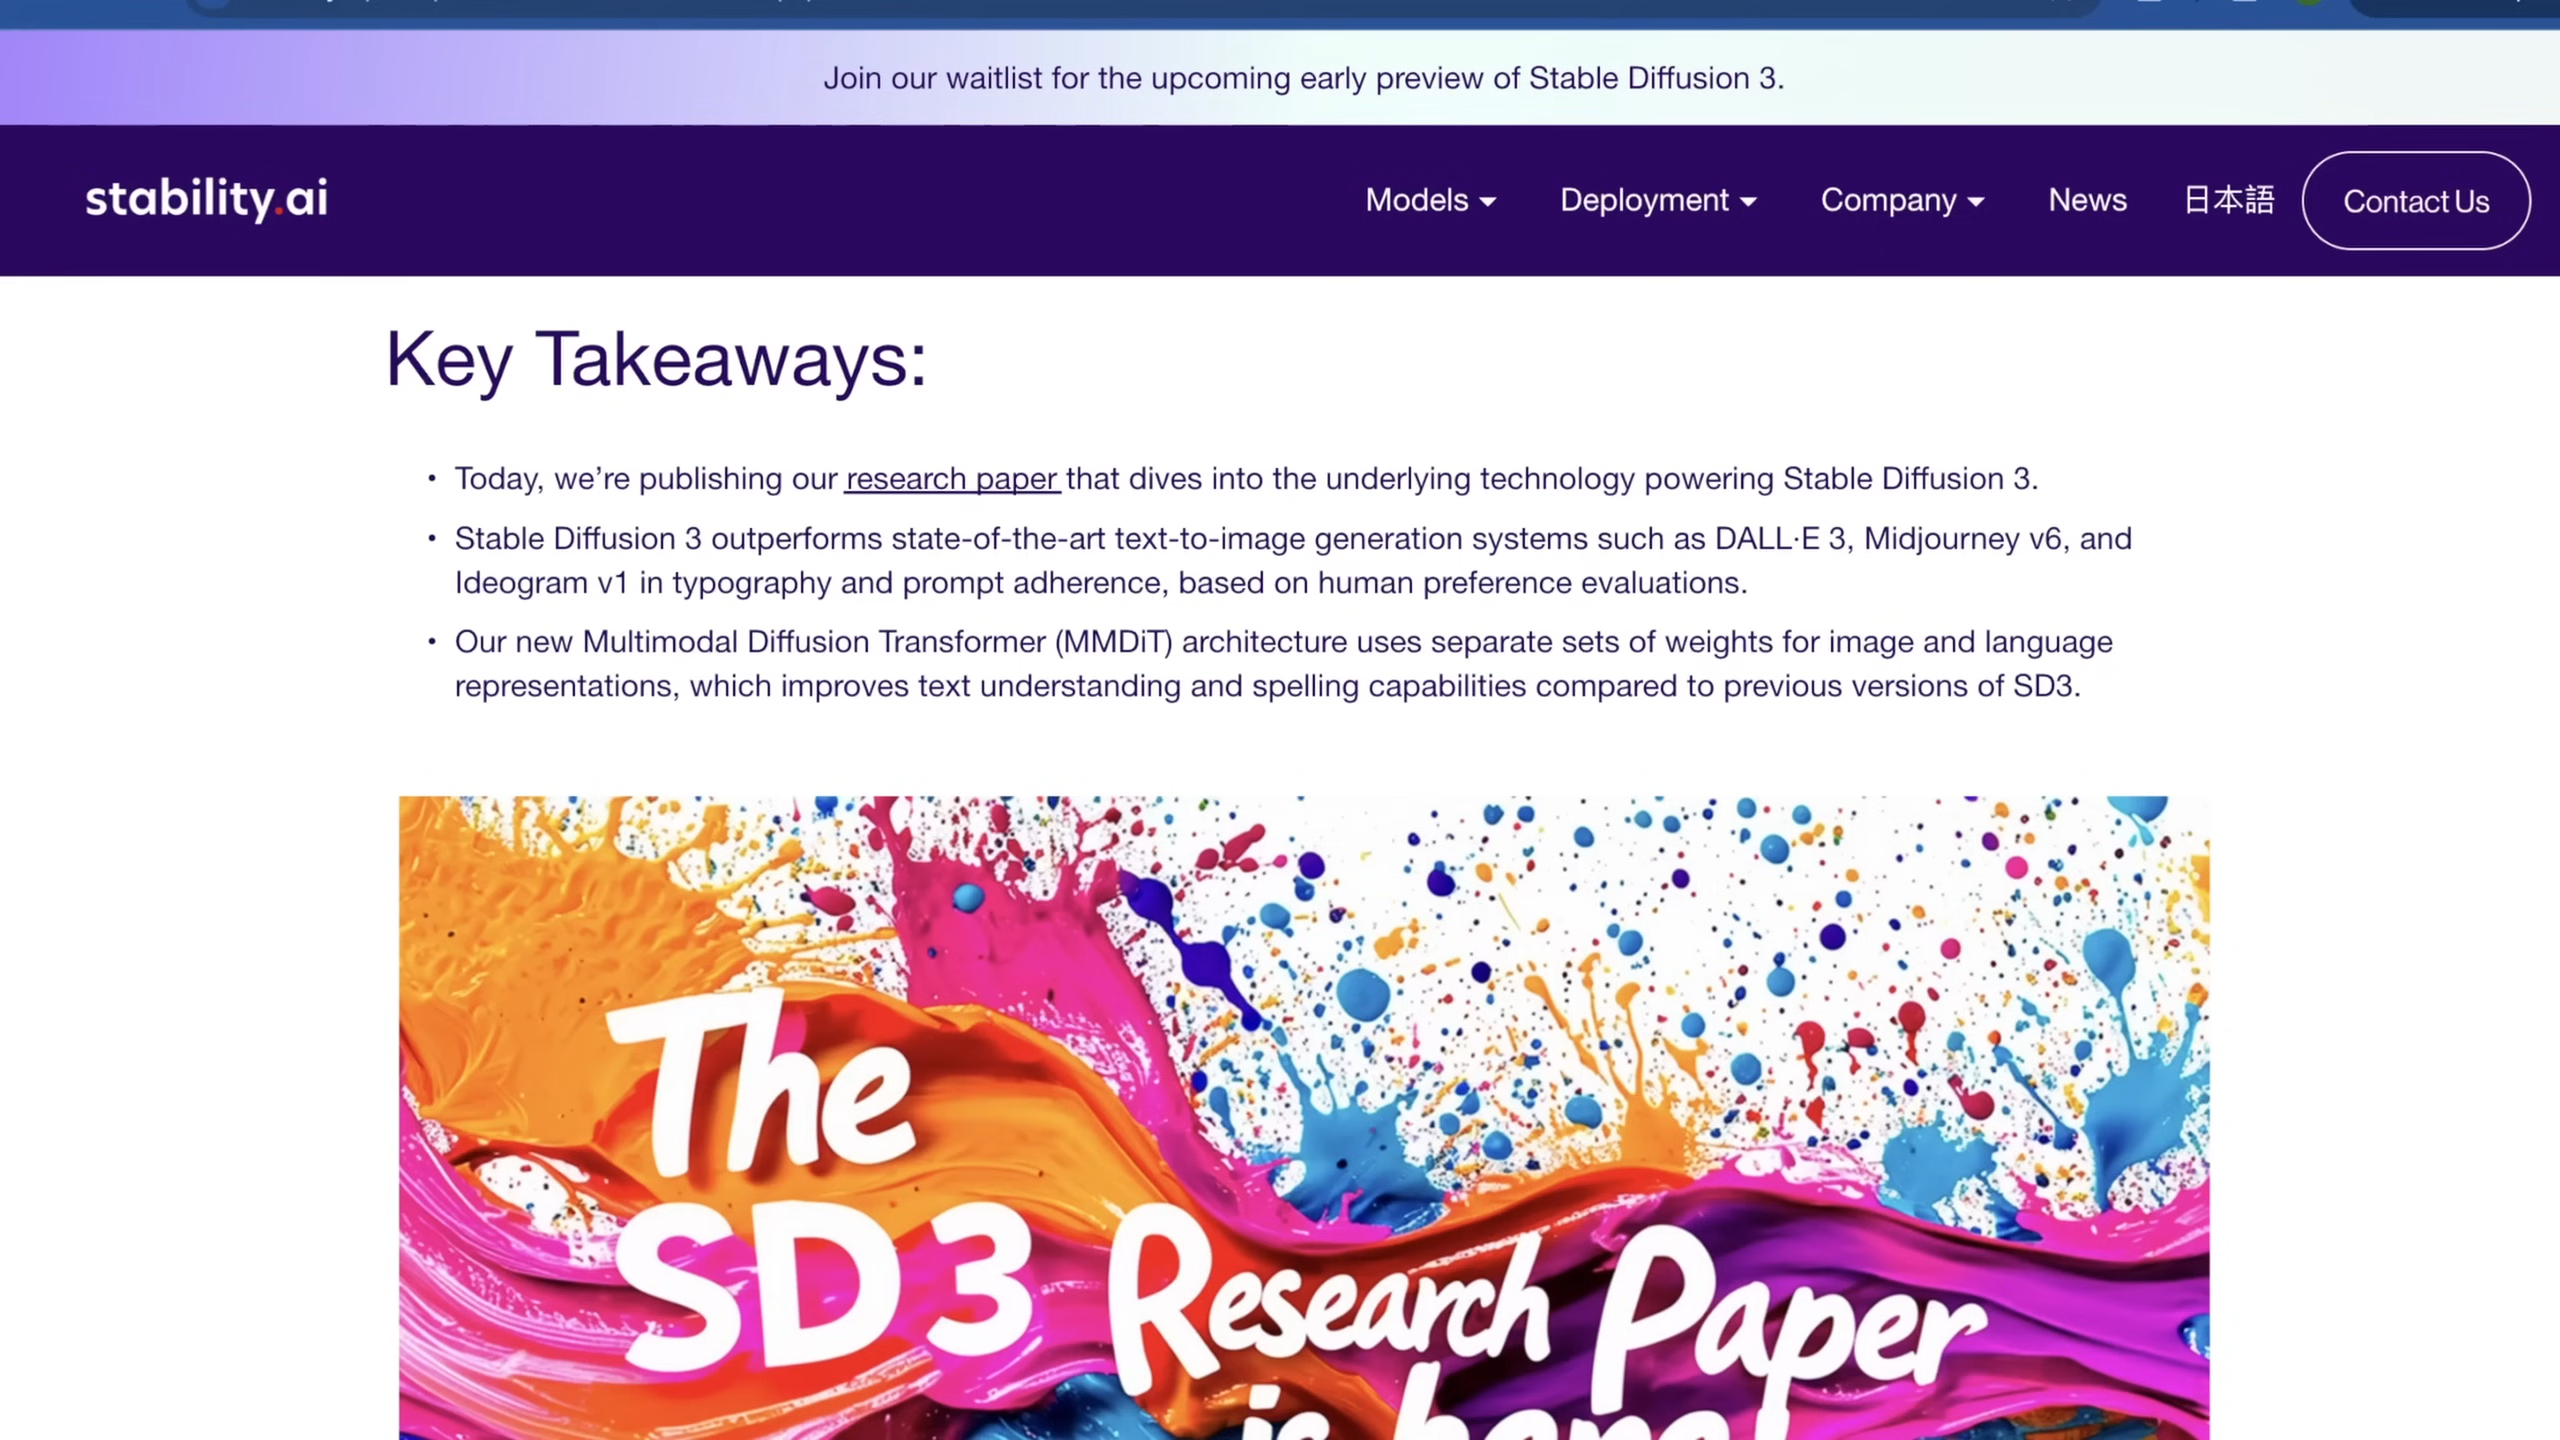 Join our waitlist for the upcoming early preview of Stable Diffusion 3.
stability.ai
Models
Deployment
Company
News
日本語
Contact Us
Key Takeaways:
• Today, we’re publishing our research paper that dives into the underlying technology powering Stable Diffusion 3.
• Stable Diffusion 3 outperforms state-of-the-art text-to-image generation systems such as DALL·E 3, Midjourney v6, and
Ideogram v1 in typography and prompt adherence, based on human preference evaluations.
• Our new Multimodal Diffusion Transformer (MMDiT) architecture uses separate sets of weights for image and language
representations, which improves text understanding and spelling capabilities compared to previous versions of SD3.
The
SD3 Research Paper
is here!